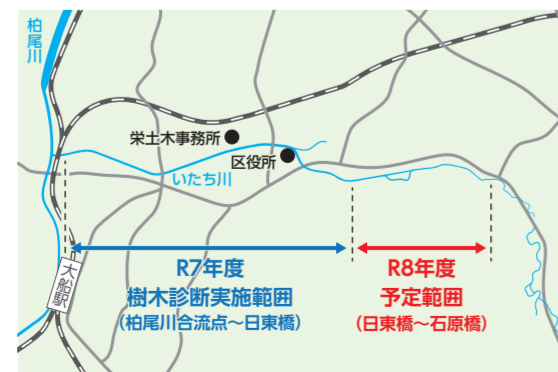 柏尾川
栄土木事務所
区役所
いたち川
大船駅
R7年度
樹木診断実施範囲
(柏尾川合流点〜日東橋)
R8年度
予定範囲
(日東橋〜石原橋)